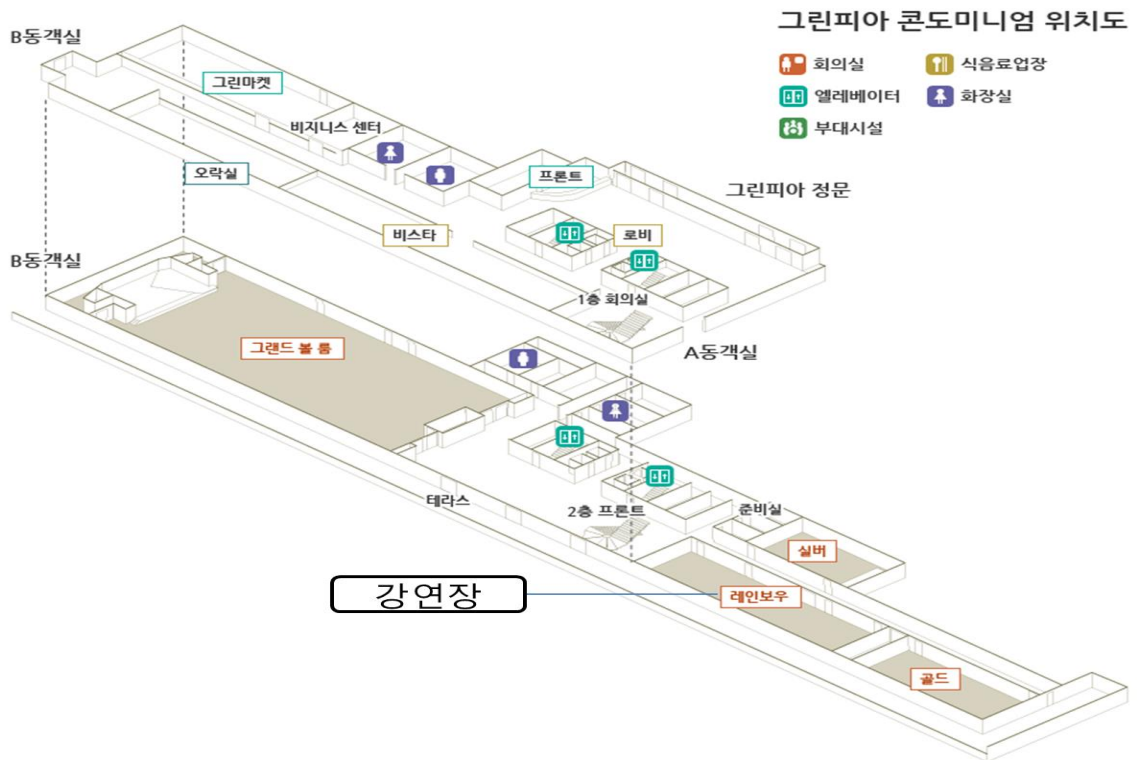 그린피아 콘도미니엄 위치도
회의실
식음료업장
엘레베이터
화장실
부대시설
B동객실
그린마켓
비지니스 센터
오락실
프론트
그린피아 정문
비스타
로비
1층 회의실
A동객실
B동객실
그랜드 볼 룸
테라스
2층 프론트
준비실
실버
강연장
레인보우
골드